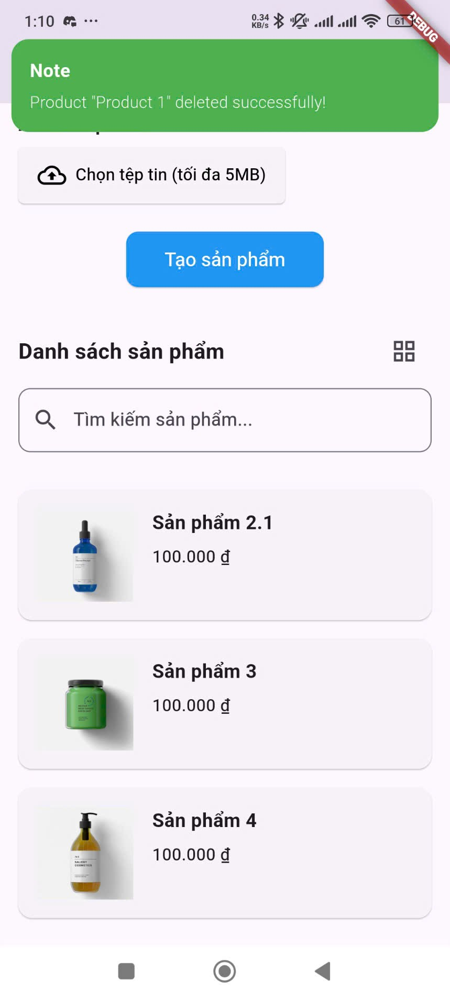 1:10
0.34
KB/s
61
DEBUG
Note
Product "Product 1" deleted successfully!
Chọn tệp tin (tối đa 5MB)
Tạo sản phẩm
Danh sách sản phẩm
Tìm kiếm sản phẩm...
Sản phẩm 2.1
100.000 ₫
Sản phẩm 3
100.000 ₫
Sản phẩm 4
100.000 ₫
SALIENT
COSMETICS